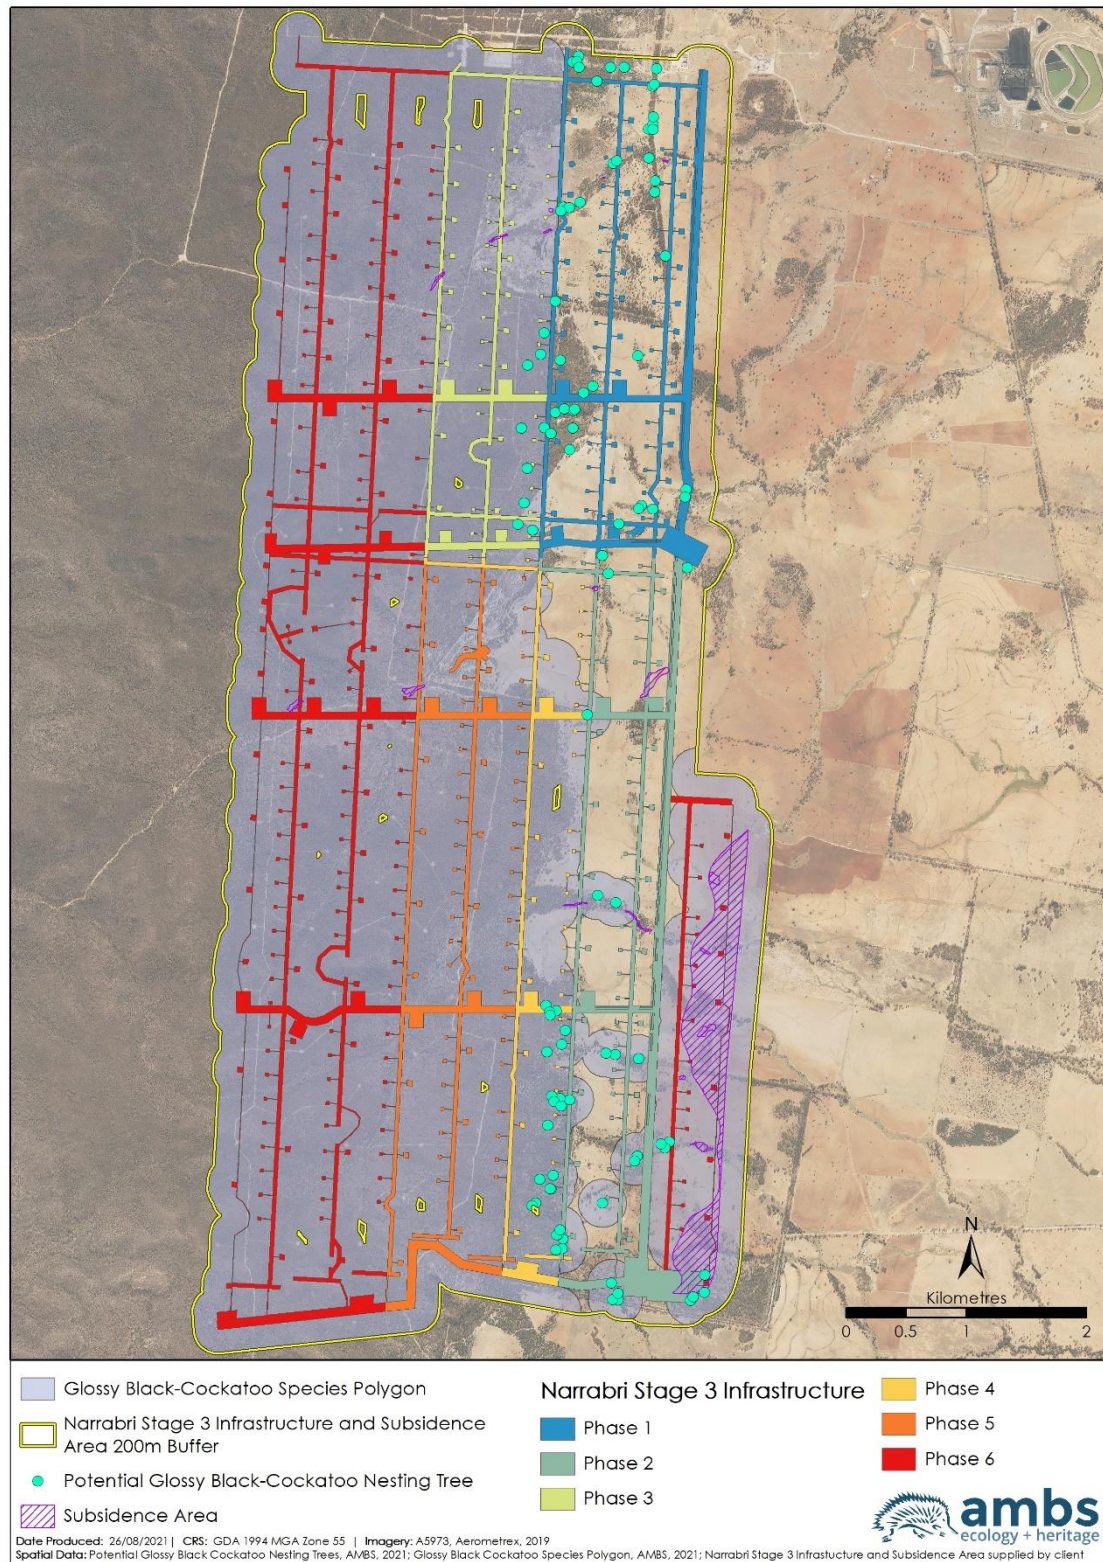 N
Kilometres
0 0.5 1 2
Glossy Black-Cockatoo Species Polygon
Narrabri Stage 3 Infrastructure and Subsidence
Area 200m Buffer
Potential Glossy Black-Cockatoo Nesting Tree
Subsidence Area
Narrabri Stage 3 Infrastructure
Phase 1
Phase 2
Phase 3
Phase 4
Phase 5
Phase 6
ambs
ecology + heritage
Date Produced: 26/08/2021 | CRS: GDA 1994 MGA Zone 55 | Imagery: A5973, Aerometrex, 2019
Spatial Data: Potential Glossy Black Cockatoo Nesting Trees, AMBS, 2021; Glossy Black Cockatoo Species Polygon, AMBS, 2021; Narrabri Stage 3 Infrastucture and Subsidence Area supplied by client